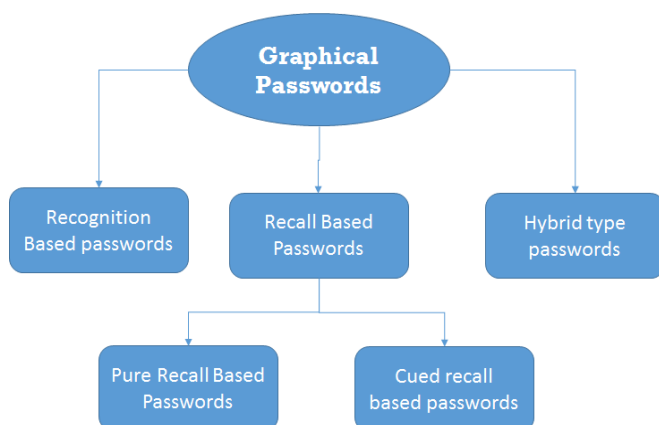 Graphical
Passwords
Recognition
Based passwords
Recall Based
Passwords
Hybrid type
passwords
Pure Recall Based
Passwords
Cued recall
based passwords